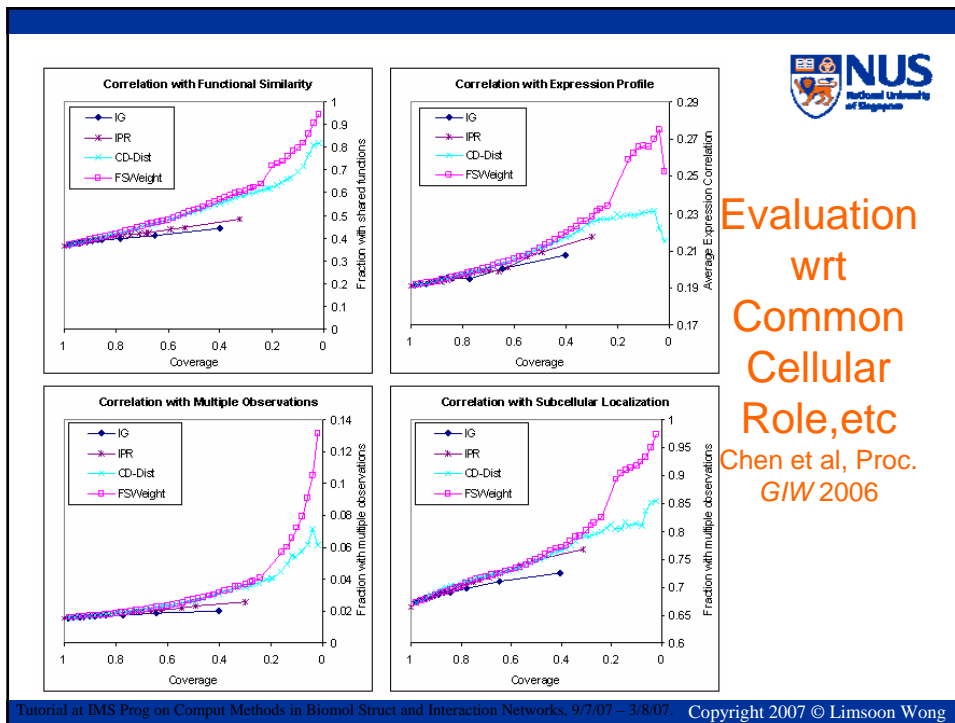 Correlation with Functional Similarity
IG
IPR
CD-Dist
FSWeight
1
0.9
0.8
0.7
0.6
0.5
0.4
0.3
0.2
0.1
0
Fraction with shared functions
1 0.8 0.6 0.4 0.2 0
Coverage
Correlation with Expression Profile
IG
IPR
CD-Dist
FSWeight
0.29
0.27
0.25
0.23
0.21
0.19
0.17
Average Expression Correlation
1 0.8 0.6 0.4 0.2 0
Coverage
NUS
National University
of Singapore
Evaluation
wrt
Common
Cellular
Role,etc
Chen et al, Proc.
GIW 2006
Correlation with Multiple Observations
IG
IPR
CD-Dist
FSWeight
0.14
0.12
0.1
0.08
0.06
0.04
0.02
0
Fraction with multiple observations
1 0.8 0.6 0.4 0.2 0
Coverage
Correlation with Subcellular Localization
IG
IPR
CD-Dist
FSWeight
1
0.95
0.9
0.85
0.8
0.75
0.7
0.65
0.6
Fraction with multiple observations
1 0.8 0.6 0.4 0.2 0
Coverage
Tutorial at IMS Prog on Comput Methods in Biomol Struct and Interaction Networks, 9/7/07 – 3/8/07.
Copyright 2007 © Limsoon Wong